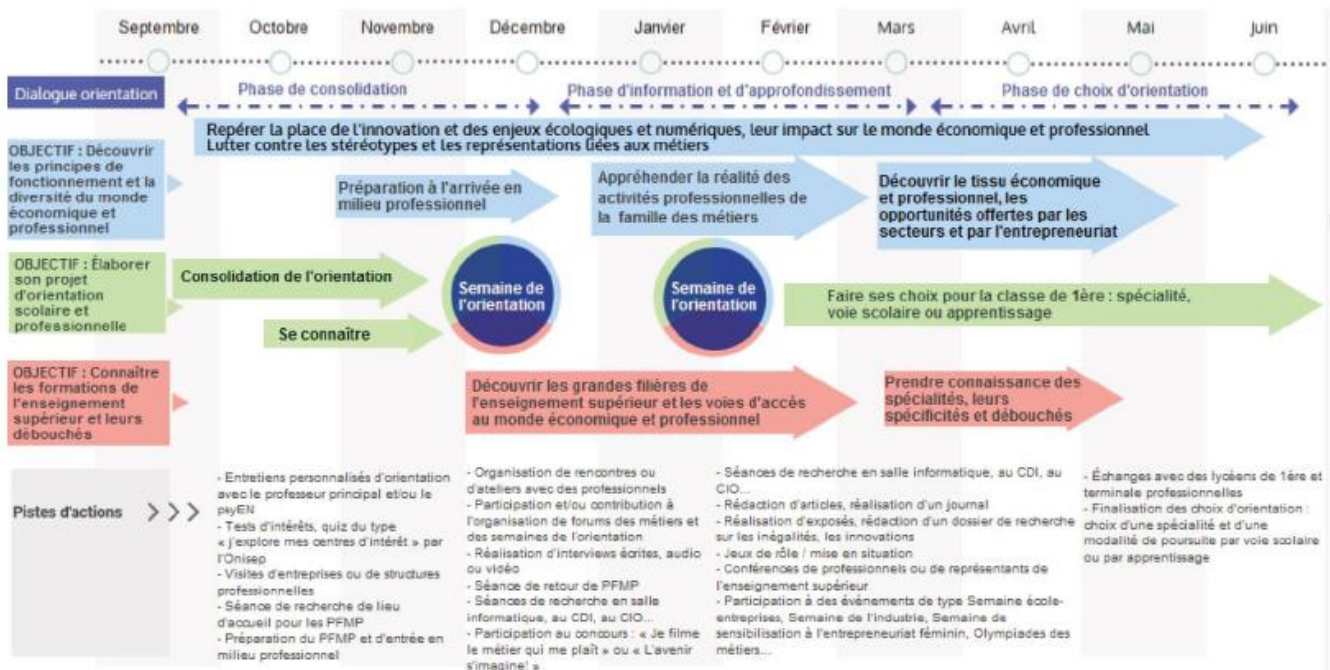 Septembre Octobre Novembre Décembre Janvier Février Mars Avril Mai Juin
Dialogue orientation
Phase de consolidation
Phase d'information et d'approfondissement
Phase de choix d'orientation
Repérer la place de l'innovation et des enjeux écologiques et numériques, leur impact sur le monde économique et professionnel
Lutter contre les stéréotypes et les représentations liées aux métiers
OBJECTIF : Découvrir
les principes de
fonctionnement et la
diversité du monde
économique et
professionnel
Préparation à l'arrivée en
milieu professionnel
Appréhender la réalité des
activités professionnelles de
la famille des métiers
Découvrir le tissu économique
et professionnel, les
opportunités offertes par les
secteurs et par l'entrepreneuriat
OBJECTIF : Élaborer
son projet
d'orientation
scolaire et
professionnelle
Consolidation de l'orientation
Se connaître
Semaine de
l'orientation
Semaine de
l'orientation
Faire ses choix pour la classe de 1ère : spécialité,
voie scolaire ou apprentissage
OBJECTIF : Connaître
les formations de
l'enseignement
supérieur et leurs
débouchés
Découvrir les grandes filières de
l'enseignement supérieur et les voies d'accès
au monde économique et professionnel
Prendre connaissance des
spécialités, leurs
spécificités et débouchés
Pistes d'actions
- Entretiens personnalisés d'orientation
avec le professeur principal et/ou le
psyEN
- Tests d'intérêts, quiz du type
« j'explore mes centres d'intérêt » par
l'Onisep
- Visites d'entreprises ou de structures
professionnelles
- Séance de recherche de lieu
d'accueil pour les PFMP
- Préparation du PFMP et d'entrée en
milieu professionnel
- Organisation de rencontres ou
d'ateliers avec des professionnels
- Participation et/ou contribution à
l'organisation de forums des métiers et
des semaines de l'orientation
- Réalisation d'interviews écrites, audio
ou vidéo
- Séance de retour de PFMP
- Séances de recherche en salle
informatique, au CDI, au CIO...
- Participation au concours : « Je filme
le métier qui me plaît » ou « L'avenir
s'imagine! »
- Séances de recherche en salle informatique, au CDI, au
CIO...
- Rédaction d'articles, réalisation d'un journal
- Réalisation d'exposés, rédaction d'un dossier de recherche
sur les inégalités, les innovations
- Jeux de rôle / mise en situation
- Conférences de professionnels ou de représentants de
l'enseignement supérieur
- Participation à des événements de type Semaine école-
entreprises, Semaine de l'industrie, Semaine de
sensibilisation à l'entrepreneuriat féminin, Olympiades des
métiers...
- Échanges avec des lycéens de 1ère et
terminale professionnelles
- Finalisation des choix d'orientation :
choix d'une spécialité et d'une
modalité de poursuite par voie scolaire
ou par apprentissage